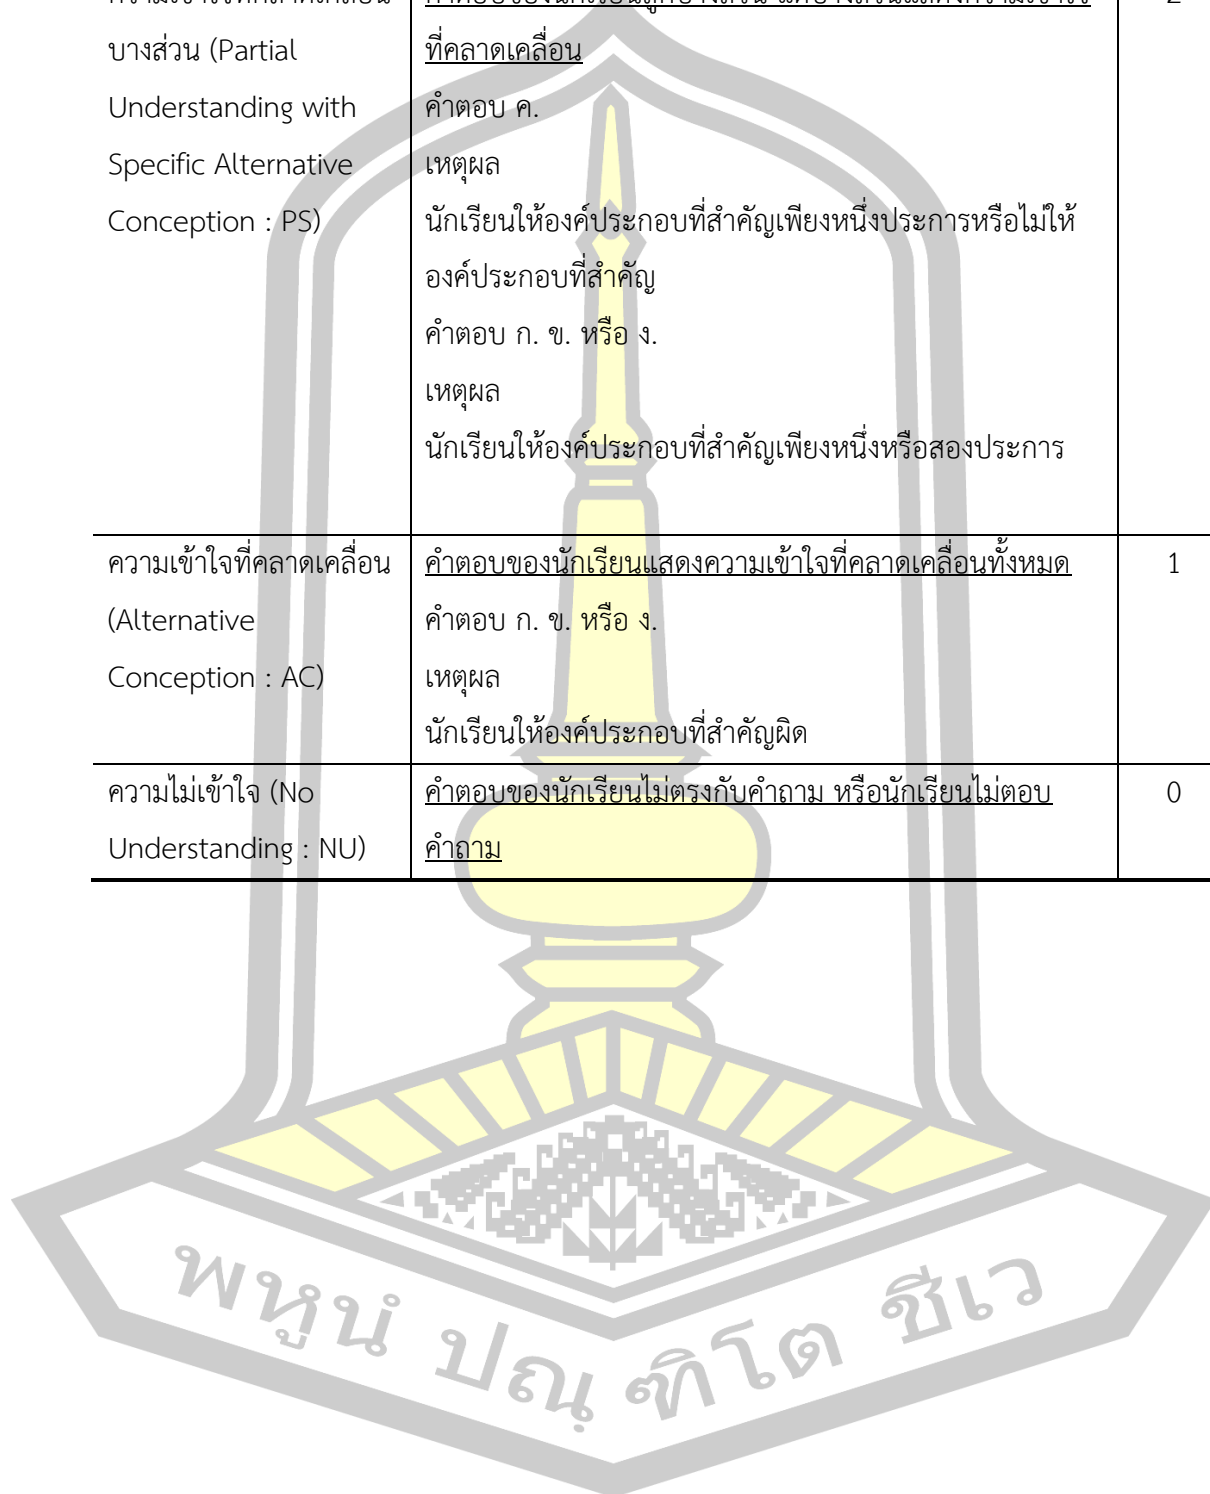 บางส่วน (Partial
Understanding with
Specific Alternative
Conception : PS)
ที่คลาดเคลื่อน
คำตอบ ค.
เหตุผล
นักเรียนให้องค์ประกอบที่สำคัญเพียงหนึ่งประการหรือไม่ให้
องค์ประกอบที่สำคัญ
คำตอบ ก. ข. หรือ ง.
เหตุผล
นักเรียนให้องค์ประกอบที่สำคัญเพียงหนึ่งหรือสองประการ
ความเข้าใจที่คลาดเคลื่อน
(Alternative
Conception : AC)
คำตอบของนักเรียนแสดงความเข้าใจที่คลาดเคลื่อนทั้งหมด
คำตอบ ก. ข. หรือ ง.
เหตุผล
นักเรียนให้องค์ประกอบที่สำคัญผิด
1
ความไม่เข้าใจ (No
Understanding : NU)
คำตอบของนักเรียนไม่ตรงกับคำถาม หรือนักเรียนไม่ตอบ
คำถาม
0
พหูนํ ปณฺฑิโต ชีเว